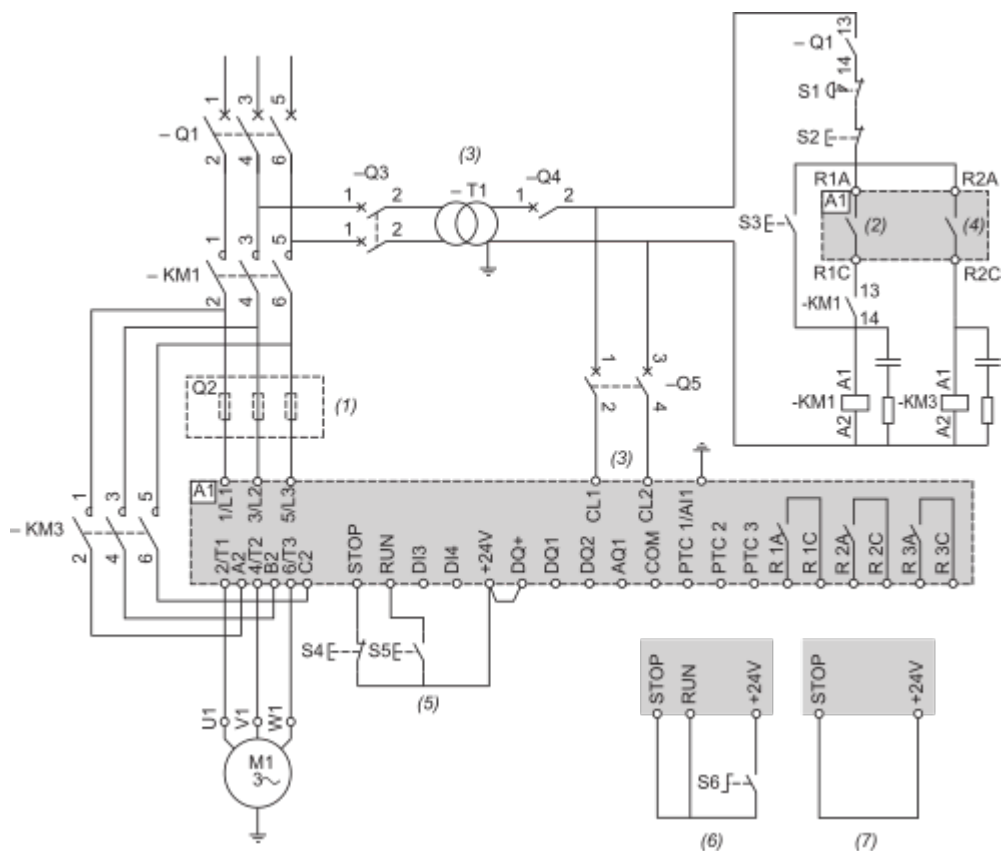 13
– Q1
14
S1
S2
R1A
R2A
A1
(2)
(4)
S3
R1C
R2C
13
-KM1
14
A1
A1
-KM1
-KM3
A2
A2
1
3
5
– Q1
2
4
6
(3)
–Q3
1
2
1
2
– T1
–Q4
1
2
1
3
5
– KM1
2
4
6
Q2
(1)
1
3
–Q5
2
4
(3)
1
3
5
– KM3
2
4
6
A1
1/L1
3/L2
5/L3
CL1
CL2
PTC 1/AI1
2/T1
A2
4/T2
B2
6/T3
C2
STOP
RUN
DI3
DI4
+24V
DQ+
DQ1
DQ2
AQ1
COM
PTC 2
PTC 3
R 1A
R 1C
R 2A
R 2C
R 3A
R 3C
S4
S5
(5)
U1
V1
W1
M1
3
STOP
RUN
+24V
S6
(6)
STOP
+24V
(7)